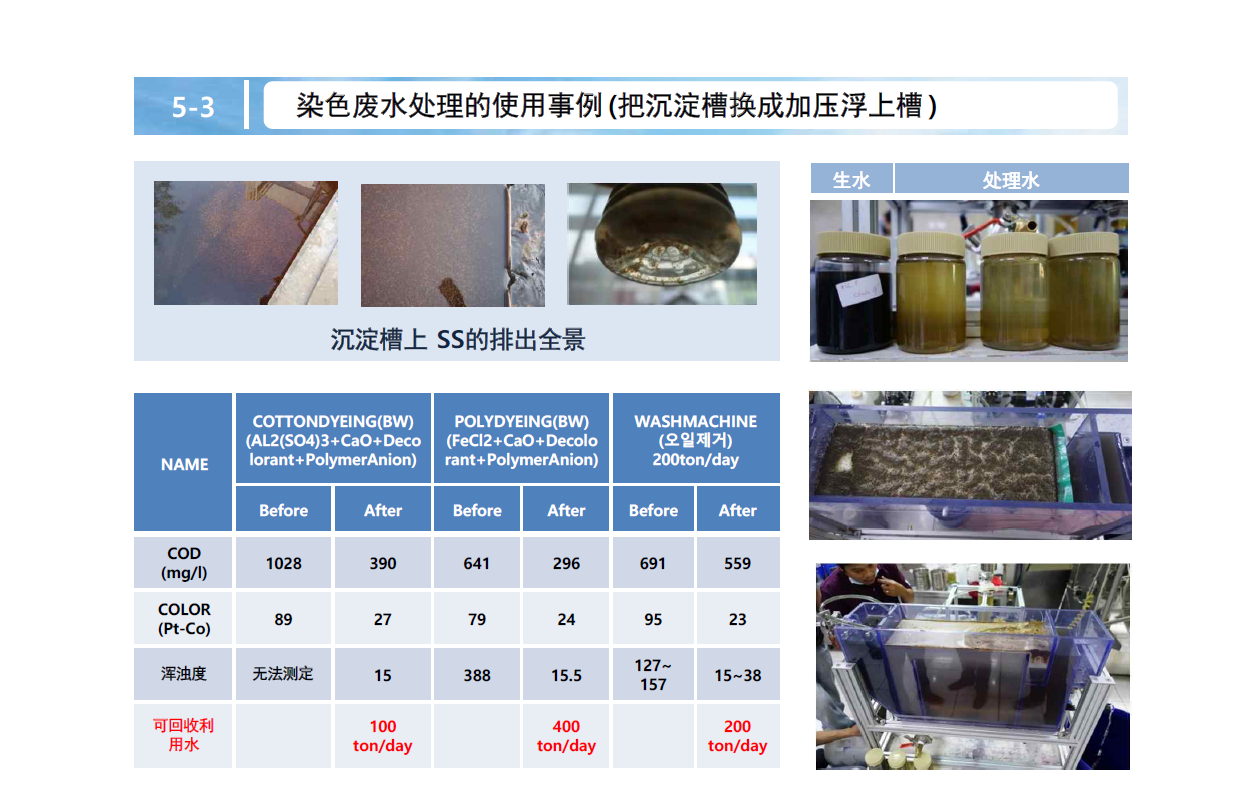 5-3
染色废水处理的使用事例(把沉淀槽换成加压浮上槽)
沉淀槽上 SS的排出全景
生水
处理水
NAME
COTTONDYEING(BW)
(AL2(SO4)3+CaO+Deco
lorant+PolymerAnion)
POLYDYEING(BW)
(FeCl2+CaO+Decolo
rant+PolymerAnion)
WASHMACHINE
(오일제거)
200ton/day
Before
After
Before
After
Before
After
COD
(mg/l)
1028
390
641
296
691
559
COLOR
(Pt-Co)
89
27
79
24
95
23
浑浊度
无法测定
15
388
15.5
127~
157
15~38
可回收利
用水
100
ton/day
400
ton/day
200
ton/day